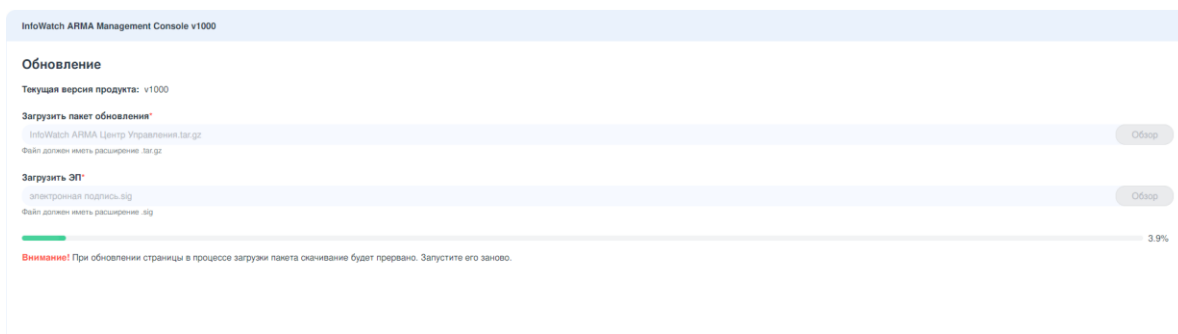 InfoWatch ARMA Management Console v1000
Обновление
Текущая версия продукта: v1000
Загрузить пакет обновления*
InfoWatch ARMA Центр Управления.tar.gz
Обзор
Файл должен иметь расширение .tar.gz
Загрузить ЭП*
электронная подпись.sig
Обзор
Файл должен иметь расширение .sig
3.9%
Внимание! При обновлении страницы в процессе загрузки пакета скачивание будет прервано. Запустите его заново.